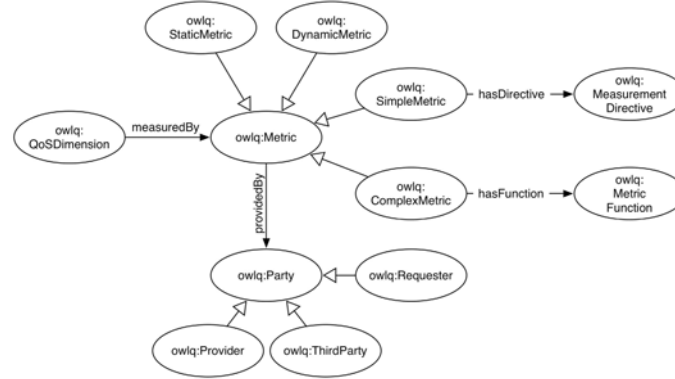 owlq:
StaticMetric
owlq:
DynamicMetric
owlq:
SimpleMetric
hasDirective
owlq:
Measurement
Directive
owlq:
QoSDimension
measuredBy
owlq:Metric
owlq:
ComplexMetric
hasFunction
owlq:
Metric
Function
providedBy
owlq:Party
owlq:Requester
owlq:Provider
owlq:ThirdParty